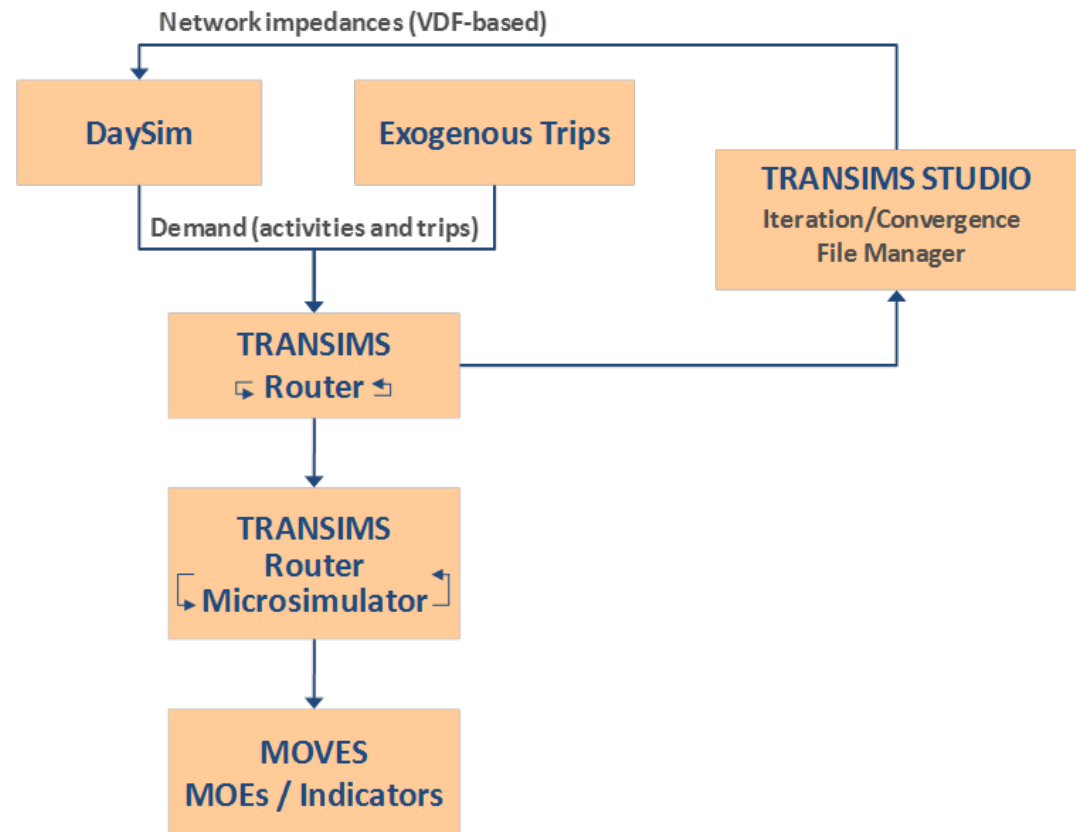 Network impedances (VDF-based)
DaySim
Exogenous Trips
TRANSIMS STUDIO
Iteration/Convergence
File Manager
Demand (activities and trips)
TRANSIMS
Router
TRANSIMS
Router
Microsimulator
MOVES
MOEs / Indicators